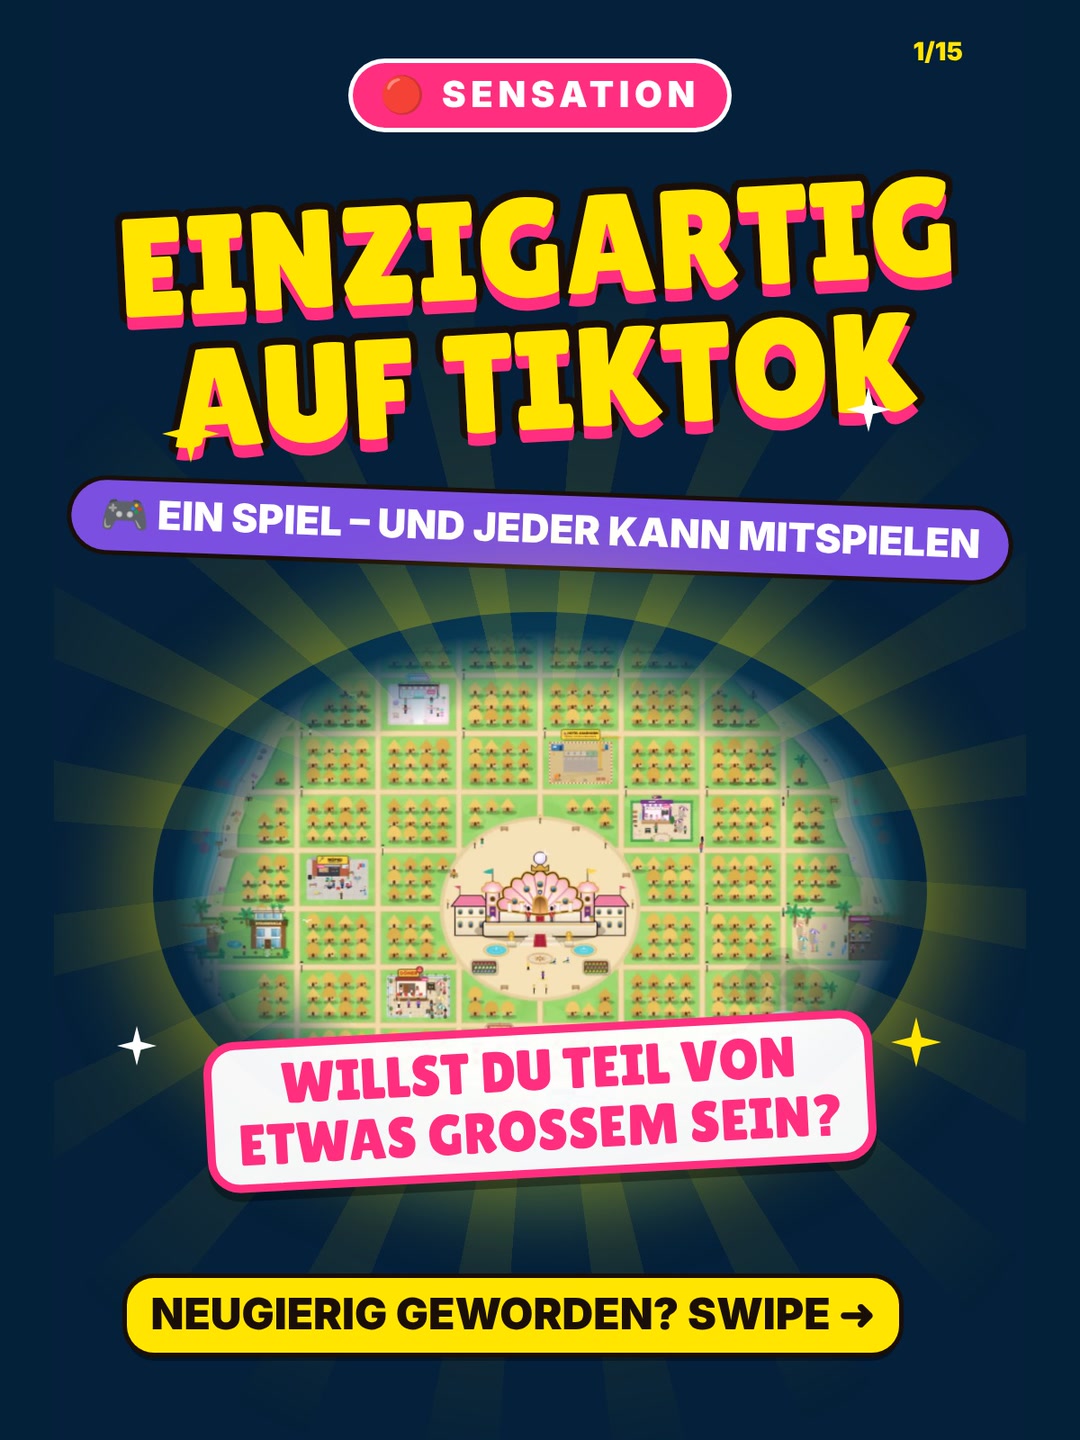 1/15
🔴 SENSATION
EINZIGARTIG
AUF TIKTOK
🎮 EIN SPIEL – UND JEDER KANN MITSPIELEN
WILLST DU TEIL VON
ETWAS GROSSEM SEIN?
NEUGIERIG GEWORDEN? SWIPE ➜